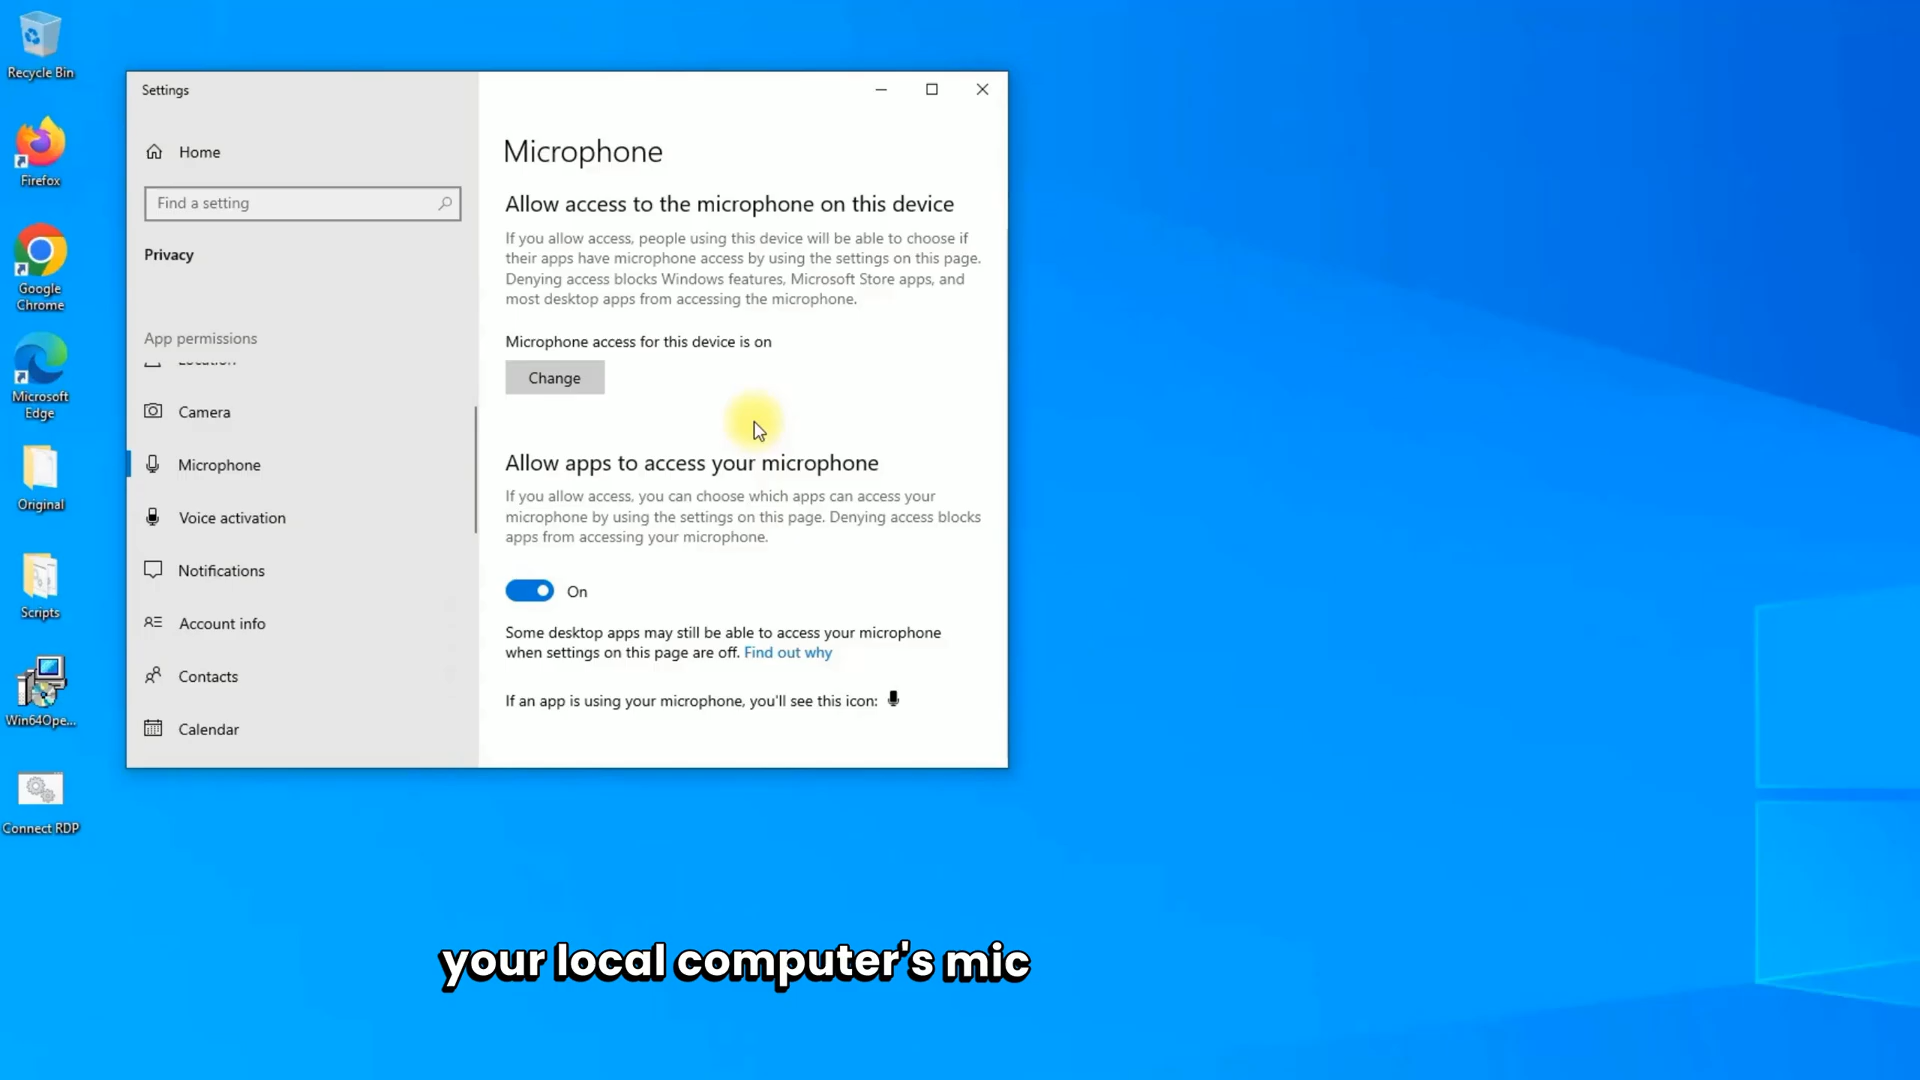 Recycle Bin
Firefox
Google
Chrome
Microsoft
Edge
Original
Scripts
Win64Ope...
Connect RDP
Settings
Home
Find a setting
Privacy
App permissions
Location
Camera
Microphone
Voice activation
Notifications
Account info
Contacts
Calendar
Microphone
Allow access to the microphone on this device
If you allow access, people using this device will be able to choose if
their apps have microphone access by using the settings on this page.
Denying access blocks Windows features, Microsoft Store apps, and
most desktop apps from accessing the microphone.
Microphone access for this device is on
Change
Allow apps to access your microphone
If you allow access, you can choose which apps can access your
microphone by using the settings on this page. Denying access blocks
apps from accessing your microphone.
On
Some desktop apps may still be able to access your microphone
when settings on this page are off. Find out why
If an app is using your microphone, you'll see this icon:
your local computer's mic